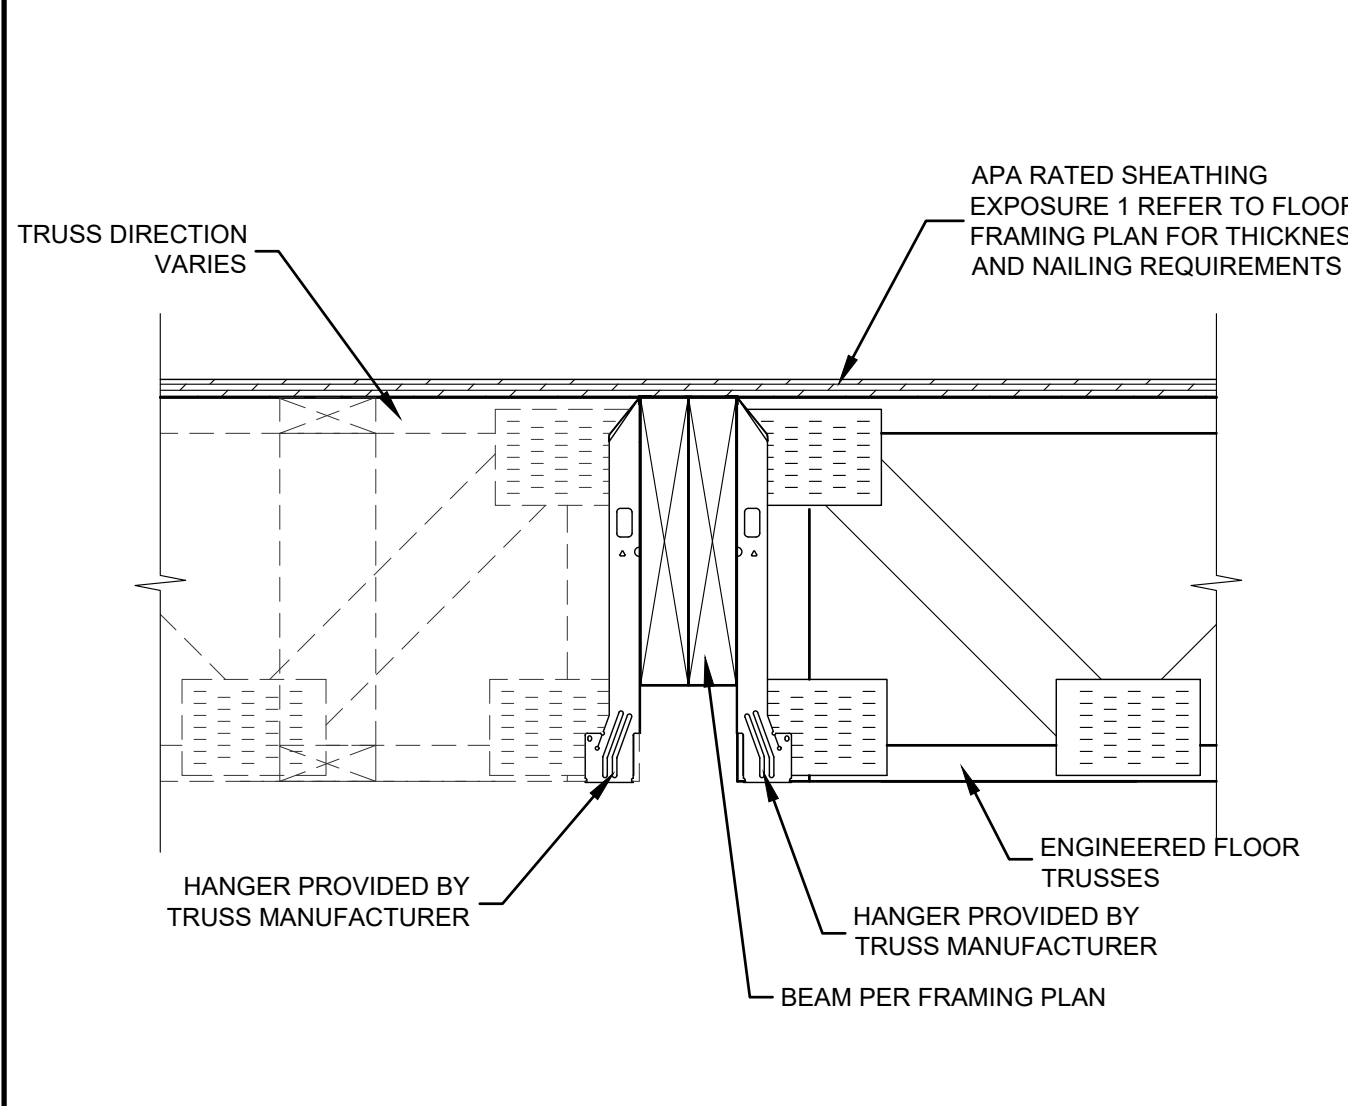 APA RATED SHEATHING
EXPOSURE 1 REFER TO FLOOR
FRAMING PLAN FOR THICKNES
AND NAILING REQUIREMENTS
TRUSS DIRECTION
VARIES
ENGINEERED FLOOR
TRUSSES
HANGER PROVIDED BY
TRUSS MANUFACTURER
HANGER PROVIDED BY
TRUSS MANUFACTURER
BEAM PER FRAMING PLAN